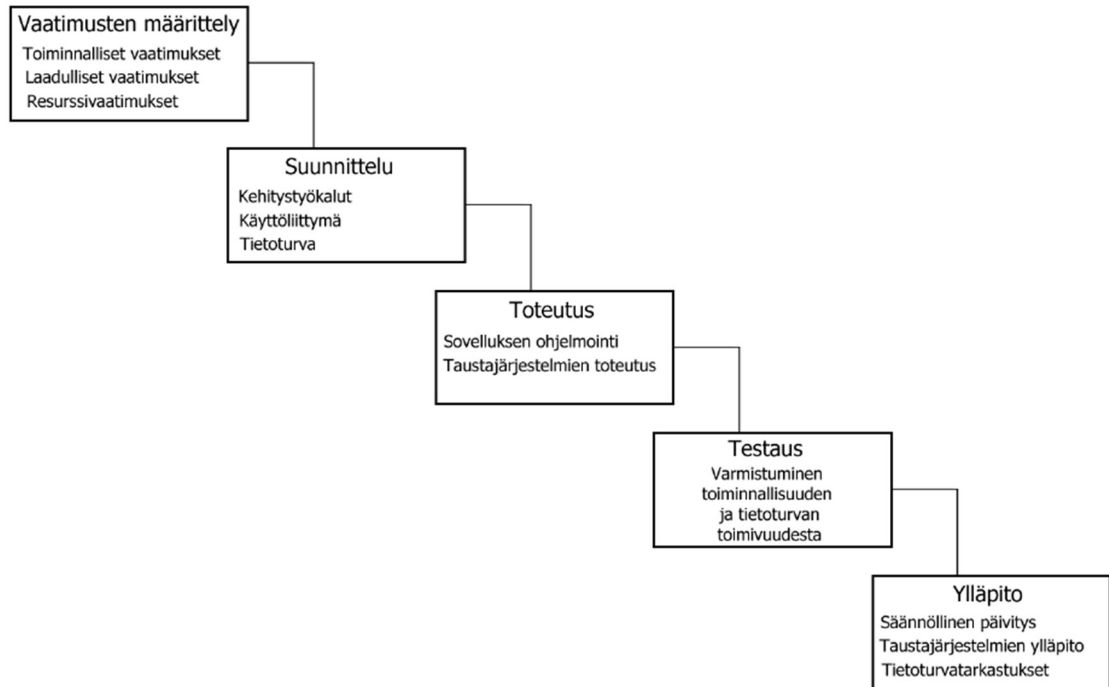 Vaatimusten määrittely
Toiminnalliset vaatimukset
Laadulliset vaatimukset
Resurssivaatimukset
Suunnittelu
Kehitystyökalut
Käyttöliittymä
Tietoturva
Toteutus
Sovelluksen ohjelmointi
Taustajärjestelmien toteutus
Testaus
Varmistuminen
toiminnallisuuden
ja tietoturvan
toimivuudesta
Ylläpito
Säännöllinen päivitys
Taustajärjestelmien ylläpito
Tietoturvatarkastukset